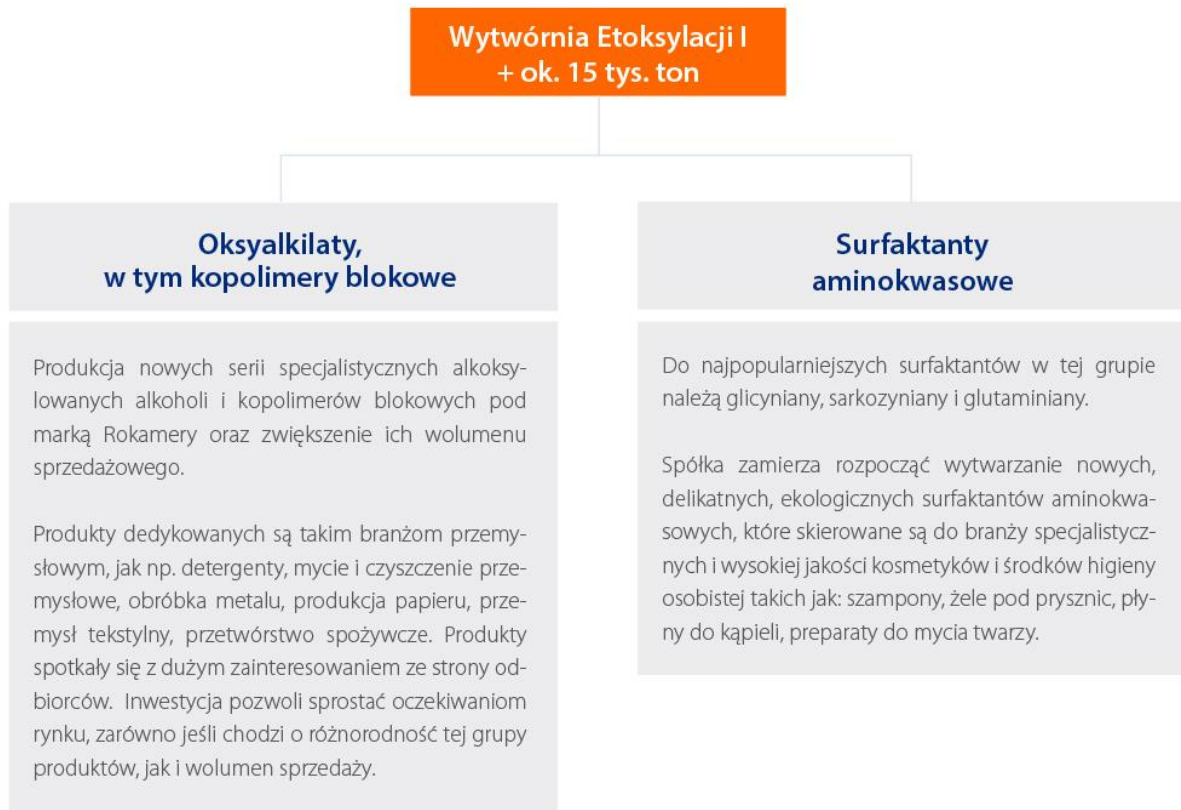 Wytwórnia Etoksylacji I
+ ok. 15 tys. ton
Oksyalkilaty,
w tym kopolimery blokowe
Produkcja nowych serii specjalistycznych alkoksy-
lowanych alkoholi i kopolimerów blokowych pod
marką Rokamery oraz zwiększenie ich wolumenu
sprzedażowego.
Produkty dedykowanych są takim branżom przemy-
słowym, jak np. detergenty, mycie i czyszczenie prze-
mysłowe, obróbka metalu, produkcja papieru, prze-
mysł tekstylny, przetwórstwo spożywcze. Produkty
spotkały się z dużym zainteresowaniem ze strony od-
biorców. Inwestycja pozwoli sprostać oczekiwaniom
rynku, zarówno jeśli chodzi o różnorodność tej grupy
produktów, jak i wolumen sprzedaży.
Surfaktanty
aminokwasowe
Do najpopularniejszych surfaktantów w tej grupie
należą glicyniany, sarkozyniany i glutaminiany.
Spółka zamierza rozpocząć wytwarzanie nowych,
delikatnych, ekologicznych surfaktantów aminokwa-
sowych, które skierowane są do branży specjalistycz-
nych i wysokiej jakości kosmetyków i środków higieny
osobistej takich jak: szampony, żele pod prysznic, pły-
ny do kąpieli, preparaty do mycia twarzy.